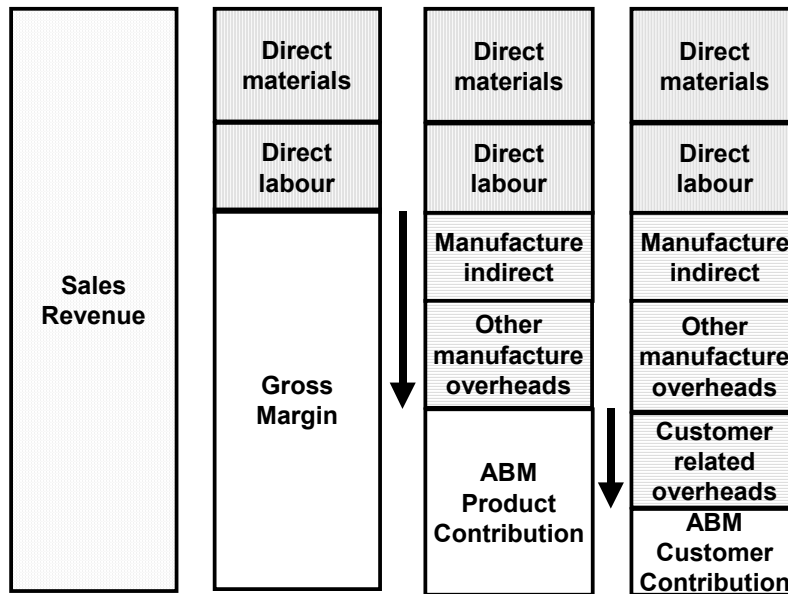 Sales
Revenue
Direct
materials
Direct
labour
Gross
Margin
Direct
materials
Direct
labour
Manufacture
indirect
Other
manufacture
overheads
ABM
Product
Contribution
Direct
materials
Direct
labour
Manufacture
indirect
Other
manufacture
overheads
Customer
related
overheads
ABM
Customer
Contribution